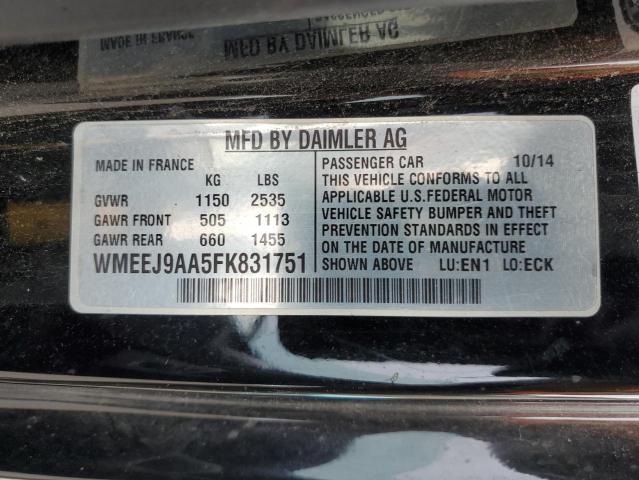 MADE IN FRANCE
MFD BY DAIMLER AG
MFD BY DAIMLER AG
MADE IN FRANCE
KG LBS
GVWR 1150 2535
GAWR FRONT 505 1113
GAWR REAR 660 1455
WMEEJ9AA5FK831751
PASSENGER CAR 10/14
THIS VEHICLE CONFORMS TO ALL
APPLICABLE U.S.FEDERAL MOTOR
VEHICLE SAFETY BUMPER AND THEFT
PREVENTION STANDARDS IN EFFECT
ON THE DATE OF MANUFACTURE
SHOWN ABOVE LU:EN1 LO:ECK